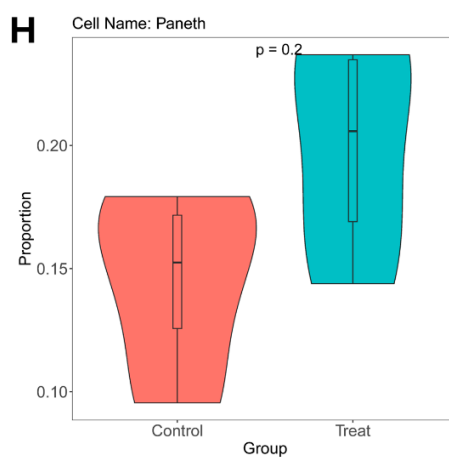 H
Cell Name: Paneth
p = 0.2
0.20
0.15
0.10
Proportion
Control
Treat
Group